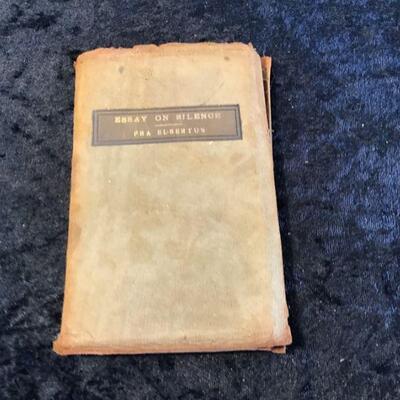 ESSAY ON SILENCE
FRA ELBERTUS